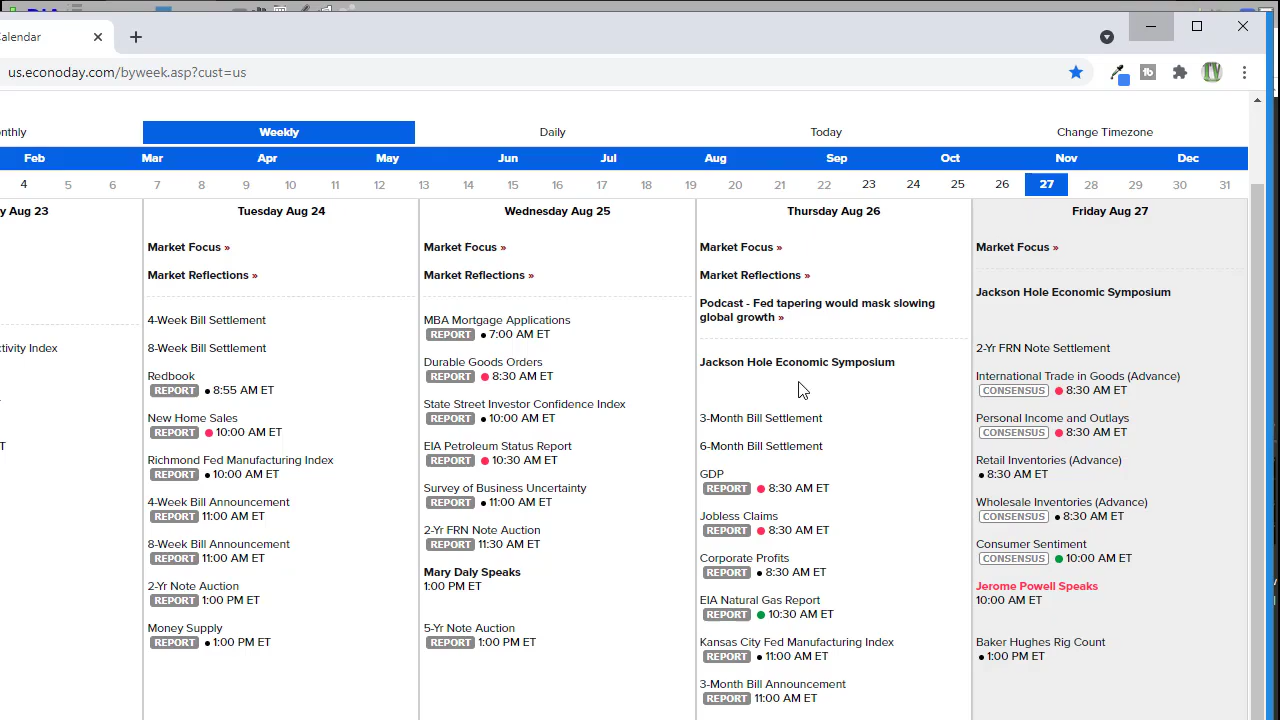 Calendar
us.econoday.com/byweek.asp?cust=us
nthly Weekly Daily Today Change Timezone
Feb Mar Apr May Jun Jul Aug Sep Oct Nov Dec
4 5 6 7 8 9 10 11 12 13 14 15 16 17 18 19 20 21 22 23 24 25 26 27 28 29 30 31
y Aug 23
ctivity Index
T
Tuesday Aug 24
Market Focus »
Market Reflections »
4-Week Bill Settlement
8-Week Bill Settlement
Redbook
REPORT • 8:55 AM ET
New Home Sales
REPORT • 10:00 AM ET
Richmond Fed Manufacturing Index
REPORT • 10:00 AM ET
4-Week Bill Announcement
REPORT 11:00 AM ET
8-Week Bill Announcement
REPORT 11:00 AM ET
2-Yr Note Auction
REPORT 1:00 PM ET
Money Supply
REPORT • 1:00 PM ET
Wednesday Aug 25
Market Focus »
Market Reflections »
MBA Mortgage Applications
REPORT • 7:00 AM ET
Durable Goods Orders
REPORT • 8:30 AM ET
State Street Investor Confidence Index
REPORT • 10:00 AM ET
EIA Petroleum Status Report
REPORT • 10:30 AM ET
Survey of Business Uncertainty
REPORT • 11:00 AM ET
2-Yr FRN Note Auction
REPORT 11:30 AM ET
Mary Daly Speaks
1:00 PM ET
5-Yr Note Auction
REPORT 1:00 PM ET
Thursday Aug 26
Market Focus »
Market Reflections »
Podcast - Fed tapering would mask slowing
global growth »
Jackson Hole Economic Symposium
3-Month Bill Settlement
6-Month Bill Settlement
GDP
REPORT • 8:30 AM ET
Jobless Claims
REPORT • 8:30 AM ET
Corporate Profits
REPORT • 8:30 AM ET
EIA Natural Gas Report
REPORT • 10:30 AM ET
Kansas City Fed Manufacturing Index
REPORT • 11:00 AM ET
3-Month Bill Announcement
REPORT 11:00 AM ET
Friday Aug 27
Market Focus »
Jackson Hole Economic Symposium
2-Yr FRN Note Settlement
International Trade in Goods (Advance)
CONSENSUS • 8:30 AM ET
Personal Income and Outlays
CONSENSUS • 8:30 AM ET
Retail Inventories (Advance)
• 8:30 AM ET
Wholesale Inventories (Advance)
CONSENSUS • 8:30 AM ET
Consumer Sentiment
CONSENSUS • 10:00 AM ET
Jerome Powell Speaks
10:00 AM ET
Baker Hughes Rig Count
• 1:00 PM ET